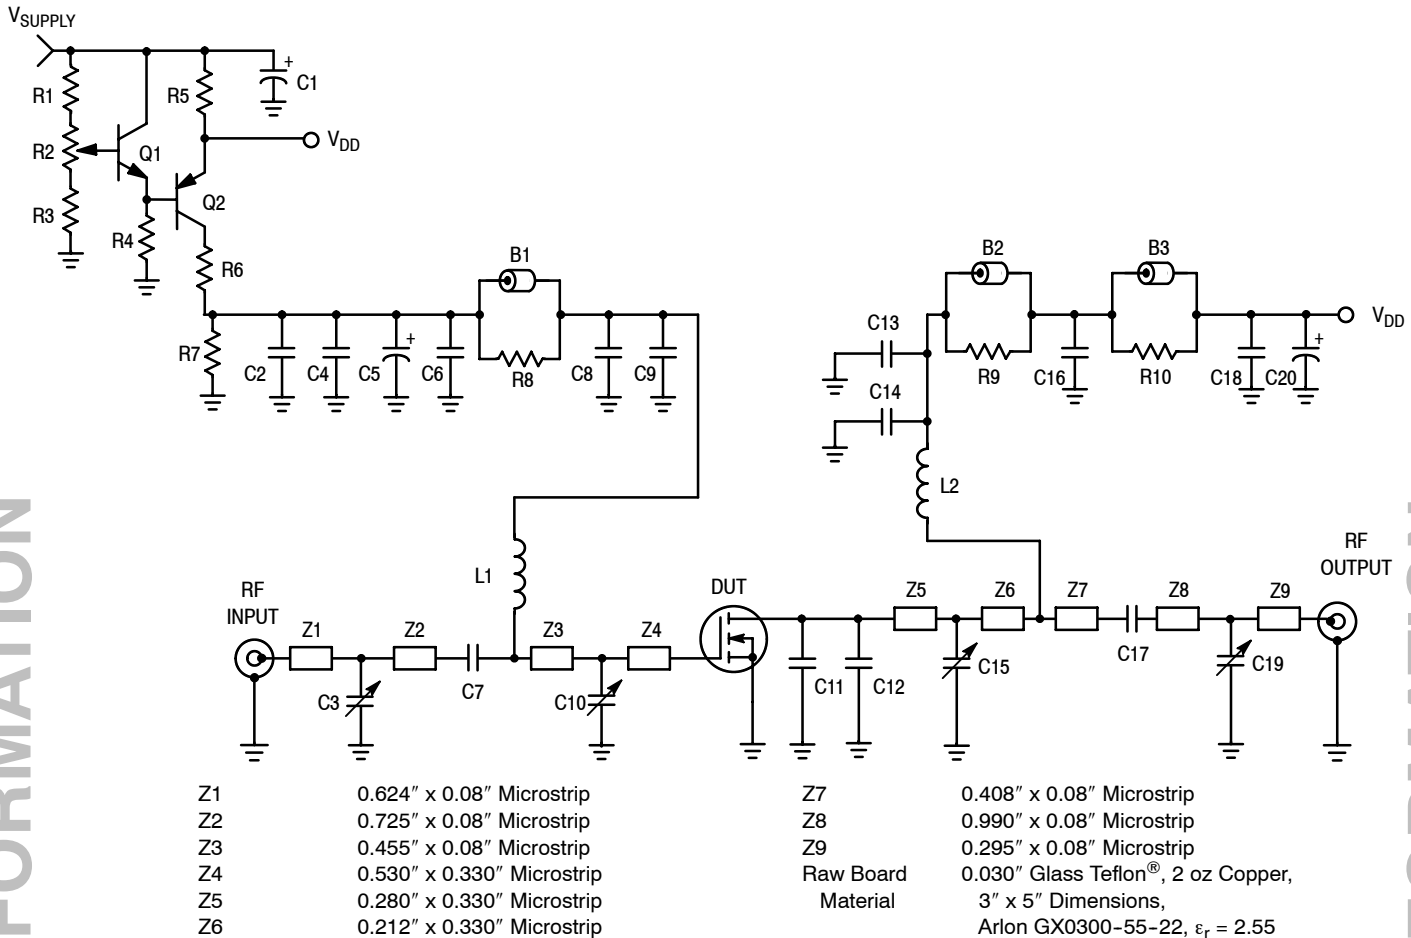 VSUPPLY
R1
R5
+
C1
R2
Q1
VDD
R3
R4
Q2
R6
B1
B2
B3
R7
C2
C4
C5
+
C6
R8
C8
C9
C13
C14
R9
C16
R10
C18
C20
+
VDD
L2
L1
RF
INPUT
Z1
Z2
Z3
Z4
DUT
Z5
Z6
Z7
Z8
Z9
RF
OUTPUT
C3
C7
C10
C11
C12
C15
C17
C19
Z1 0.624″ x 0.08″ Microstrip
Z2 0.725″ x 0.08″ Microstrip
Z3 0.455″ x 0.08″ Microstrip
Z4 0.530″ x 0.330″ Microstrip
Z5 0.280″ x 0.330″ Microstrip
Z6 0.212″ x 0.330″ Microstrip
Z7 0.408″ x 0.08″ Microstrip
Z8 0.990″ x 0.08″ Microstrip
Z9 0.295″ x 0.08″ Microstrip
Raw Board 0.030″ Glass Teflon®, 2 oz Copper,
Material 3″ x 5″ Dimensions,
Arlon GX0300-55-22, εr = 2.55
FORMATION